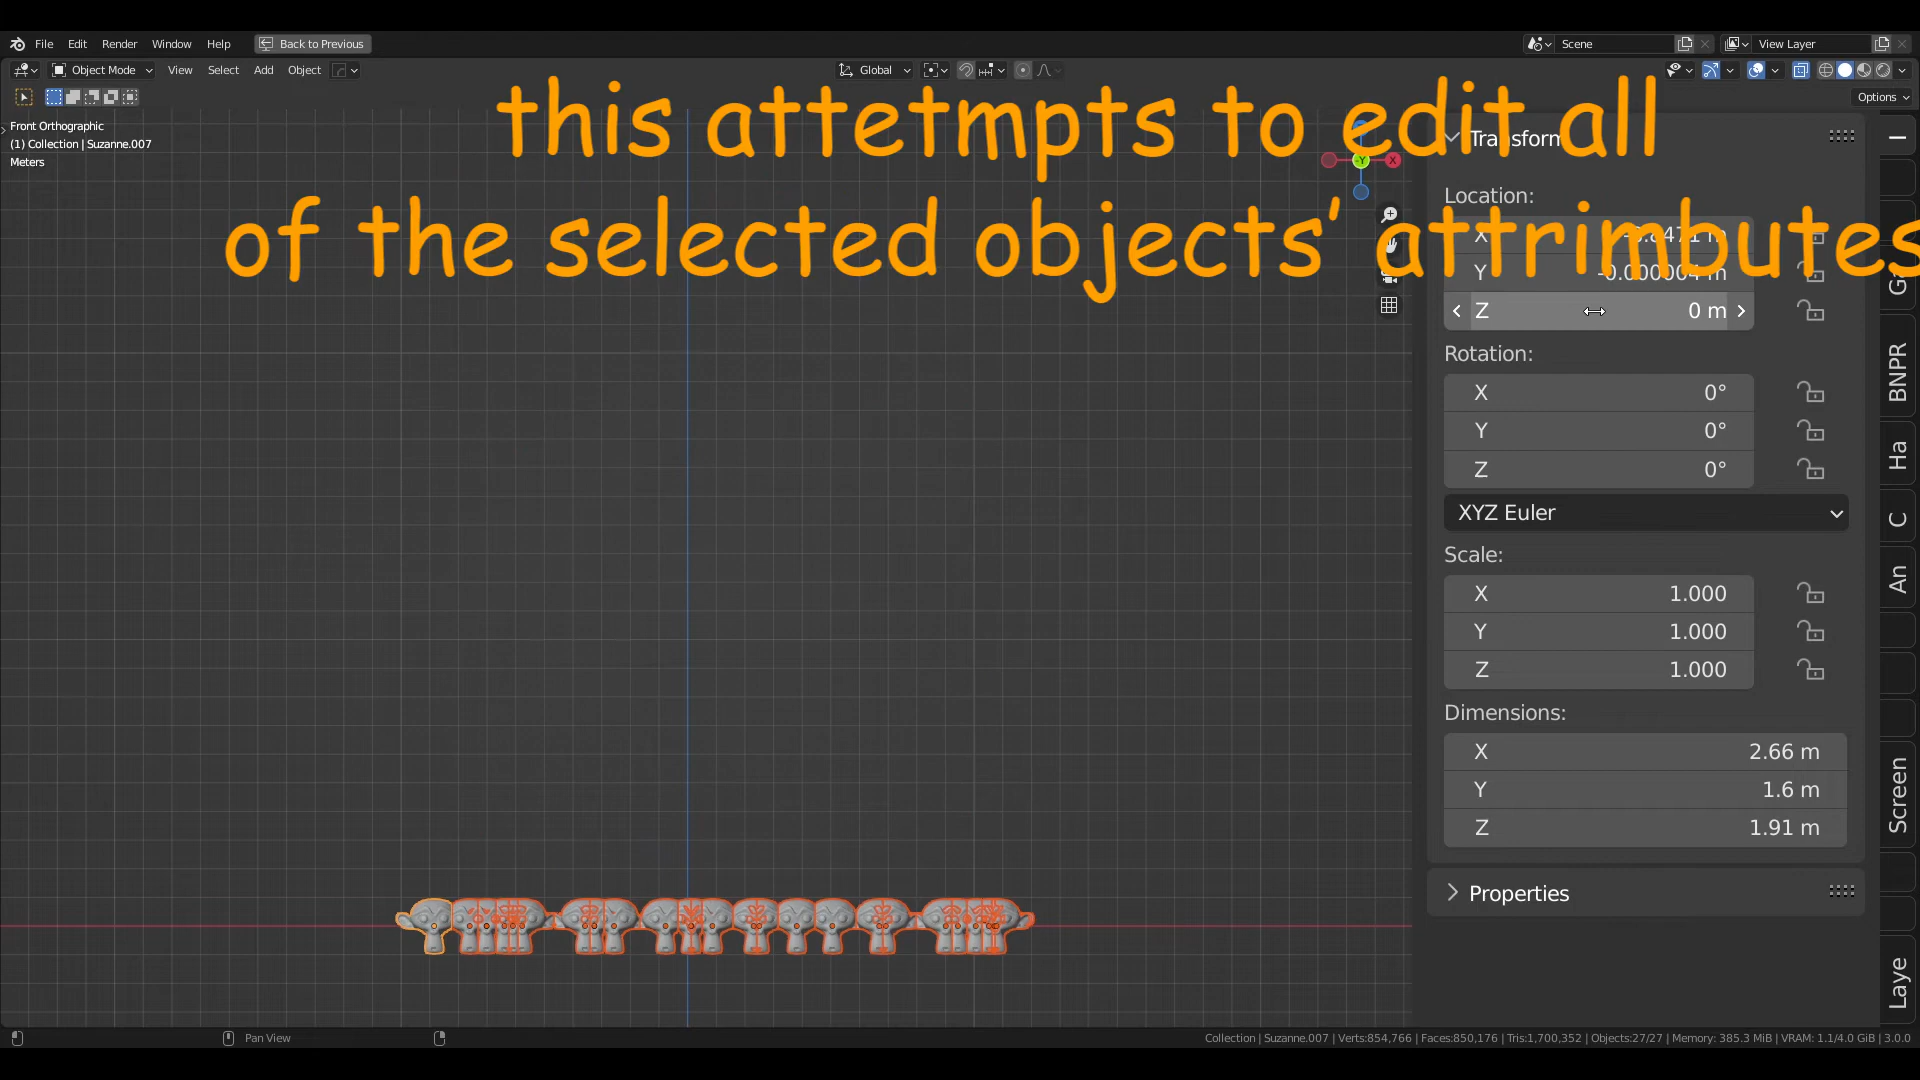 File Edit Render Window Help Back to Previous Scene View Layer
Object Mode View Select Add Object Global
Options
this attetmpts to edit all
of the selected objects' attrimbutes
Front Orthographic
(1) Collection | Suzanne.007
Meters
Y X
Transform
Location:
X
Y -0.000004 m
Z 0 m
Rotation:
X 0°
Y 0°
Z 0°
XYZ Euler
Scale:
X 1.000
Y 1.000
Z 1.000
Dimensions:
X 2.66 m
Y 1.6 m
Z 1.91 m
Properties
BNPR
Ha
C
An
Screen
Laye
Pan View
Collection | Suzanne.007 | Verts:854,766 | Faces:850,176 | Tris:1,700,352 | Objects:27/27 | Memory: 385.3 MiB | VRAM: 1.1/4.0 GiB | 3.0.0